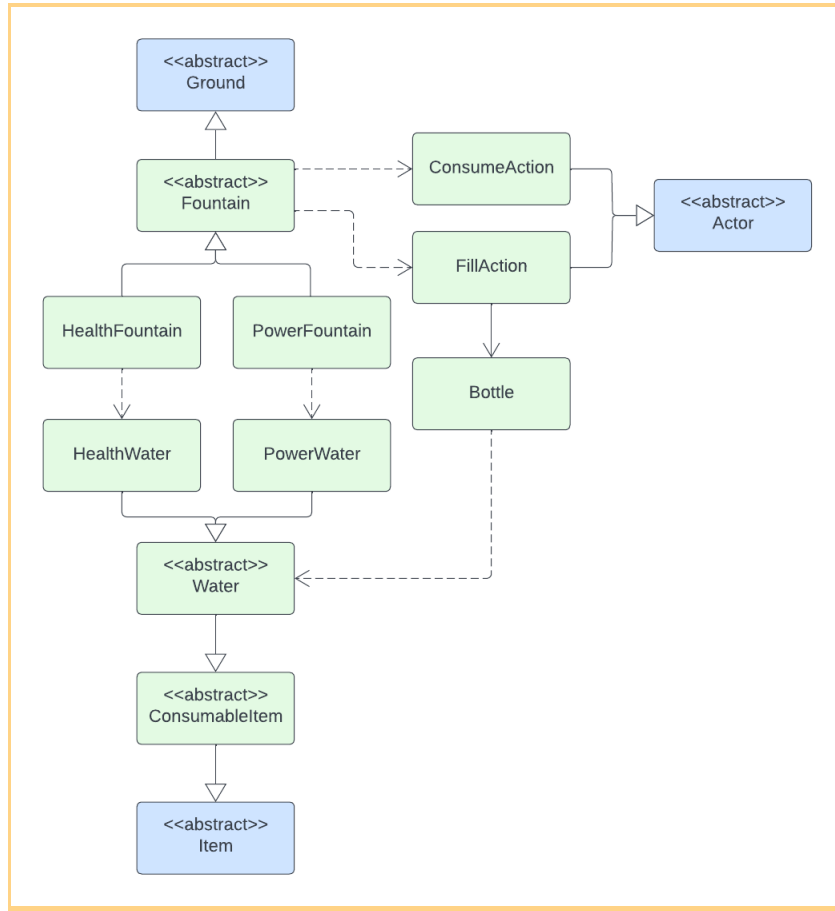 <<abstract>>
Ground
<<abstract>>
Fountain
ConsumeAction
<<abstract>>
Actor
FillAction
HealthFountain
PowerFountain
Bottle
HealthWater
PowerWater
<<abstract>>
Water
<<abstract>>
ConsumableItem
<<abstract>>
Item